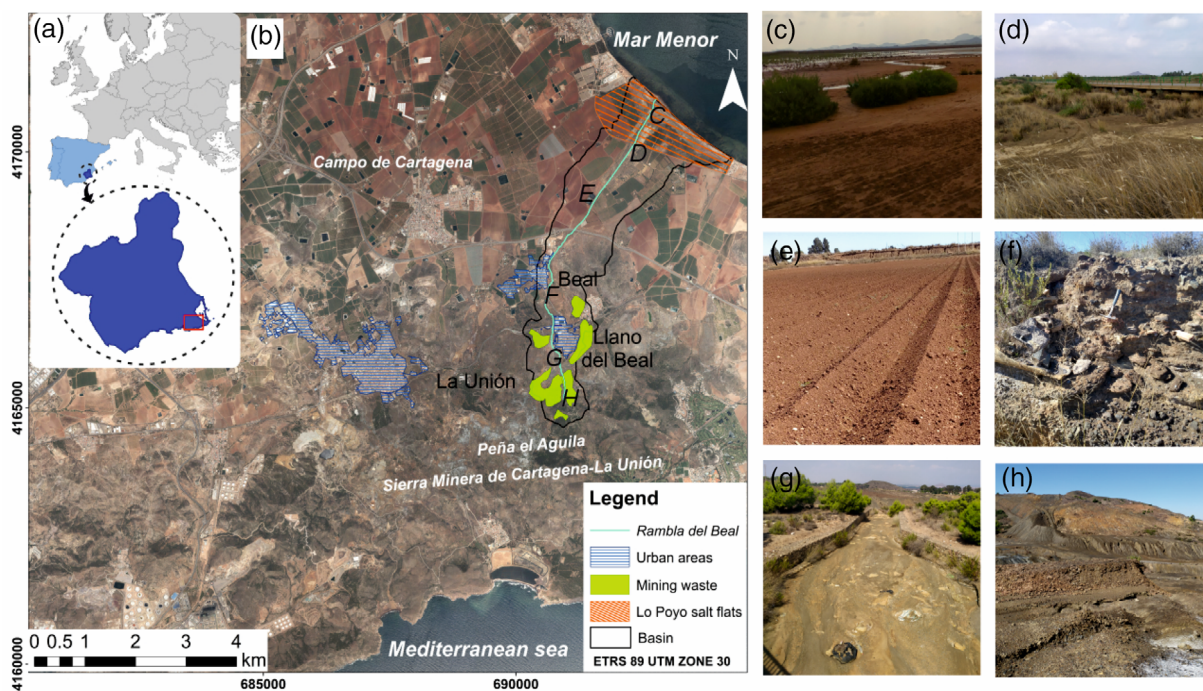 (a)
(b)
Mar Menor
N
C
Campo de Cartagena
D
E
Beal
F
Llano
del Beal
G
La Unión
H
Peña el Aguila
Sierra Minera de Cartagena-La Unión
Mediterranean sea
4170000
4165000
4160000
685000
690000
0 0.5 1 2 3 4
km
Legend
Rambla del Beal
Urban areas
Mining waste
Lo Poyo salt flats
Basin
ETRS 89 UTM ZONE 30
(c)
(d)
(e)
(f)
(g)
(h)